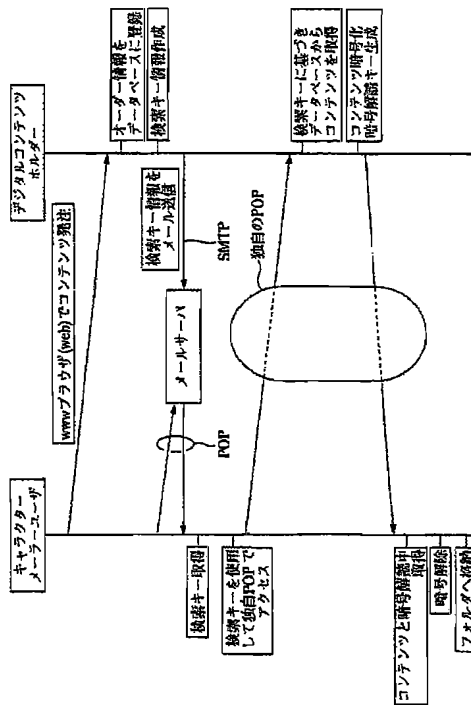 デジタルコンテンツ
ホルダー
オーダー情報を
データベースに登録
検索キー情報作成
検索キーに基づき
データベースから
コンテンツを取得
コンテンツ暗号化
暗号解読キー生成
wwwブラウザ(web)でコンテンツ発注
検索キー情報を
メール送信
SMTP
メールサーバ
POP
独自のPOP
キャラクター
メーラーユーザ
検索キー取得
検索キーを使用
して独自POPで
アクセス
コンテンツと暗号解読キー
取得
暗号解除
フォルダへ格納